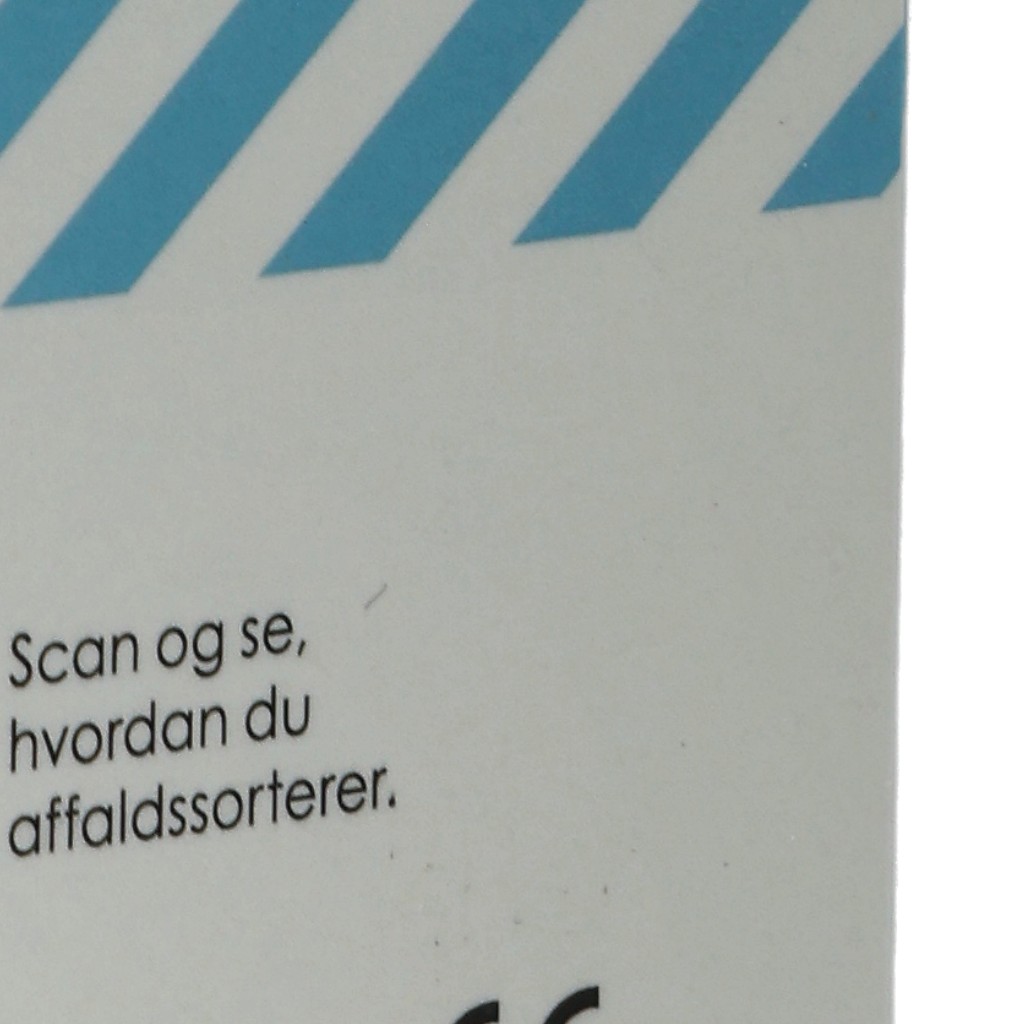 Scan og se,
hvordan du
affaldssorterer.